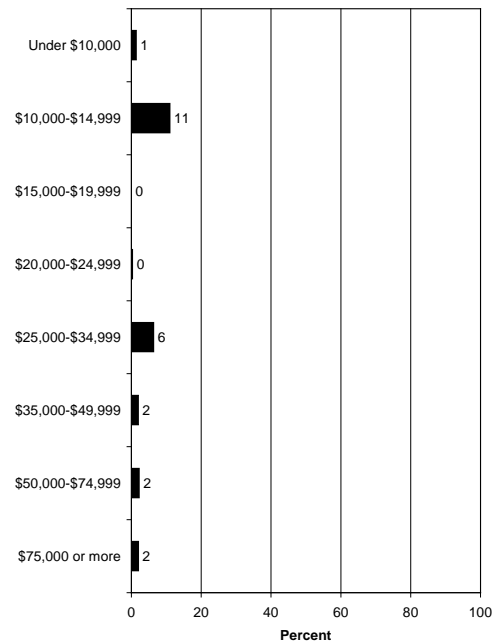 Under $10,000 1
$10,000-$14,999 11
$15,000-$19,999 0
$20,000-$24,999 0
$25,000-$34,999 6
$35,000-$49,999 2
$50,000-$74,999 2
$75,000 or more 2
0 20 40 60 80 100
Percent